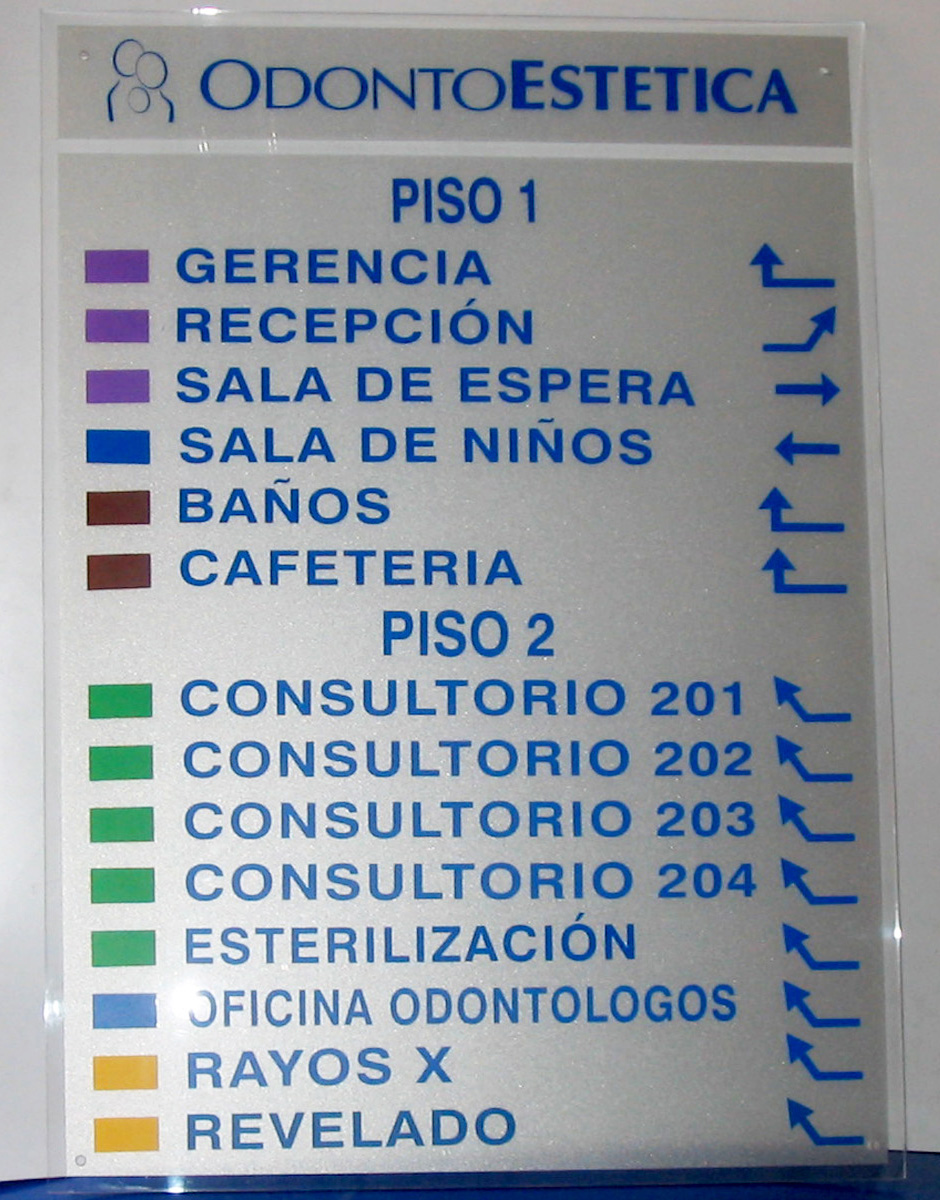 ODONTOESTETICA
PISO 1
GERENCIA
RECEPCIÓN
SALA DE ESPERA
SALA DE NIÑOS
BAÑOS
CAFETERIA
PISO 2
CONSULTORIO 201
CONSULTORIO 202
CONSULTORIO 203
CONSULTORIO 204
ESTERILIZACIÓN
OFICINA ODONTOLOGOS
RAYOS X
REVELADO